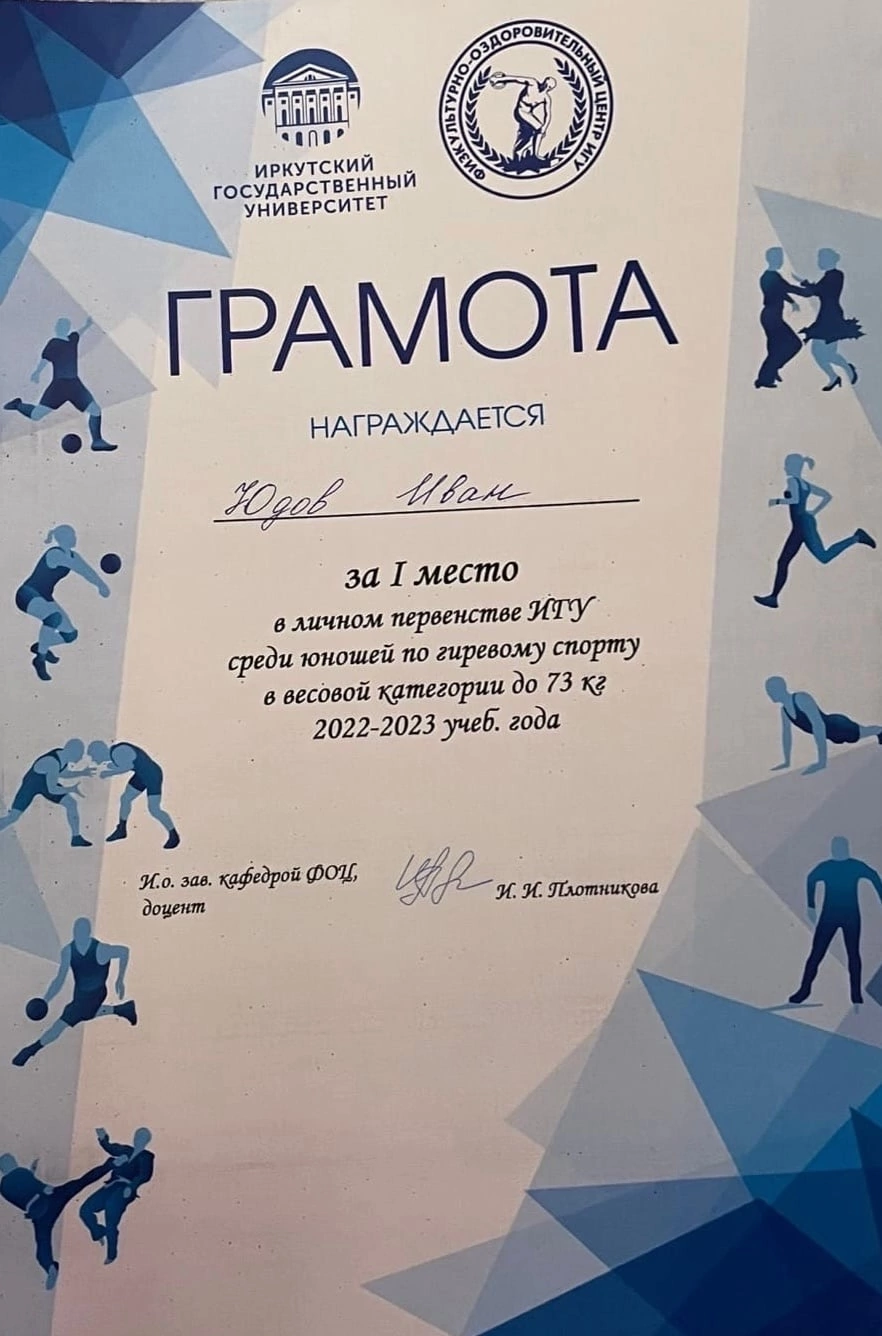 ИРКУТСКИЙ
ГОСУДАРСТВЕННЫЙ
УНИВЕРСИТЕТ
ФИЗКУЛЬТУРНО-ОЗДОРОВИТЕЛЬНЫЙ ЦЕНТР ИГУ
ГРАМОТА
НАГРАЖДАЕТСЯ
Юдов Иван
за I место
в личном первенстве ИГУ
среди юношей по гиревому спорту
в весовой категории до 73 кг
2022-2023 учеб. года
И.о. зав. кафедрой ФОЦ,
доцент
И. И. Плотникова